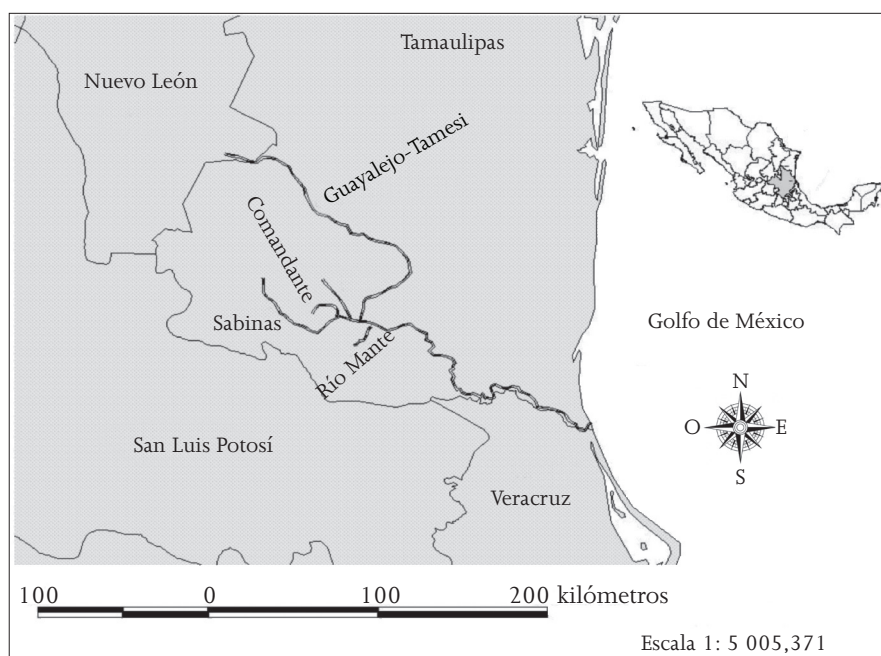 Tamaulipas
Nuevo León
Guayalejo-Tamesi
Comandante
Sabinas
Río Mante
Golfo de México
San Luis Potosí
Veracruz
N
O
E
S
100 0 100 200 kilómetros
Escala 1: 5 005,371